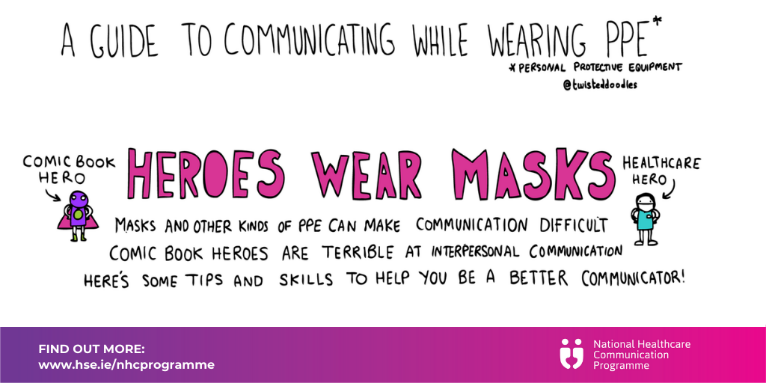 A GUIDE TO COMMUNICATING WHILE WEARING PPE*
*PERSONAL PROTECTIVE EQUIPMENT
@twisteddoodles
COMIC BOOK HERO
HEROES WEAR MASKS
HEALTHCARE HERO
MASKS AND OTHER KINDS OF PPE CAN MAKE COMMUNICATION DIFFICULT
COMIC BOOK HEROES ARE TERRIBLE AT INTERPERSONAL COMMUNICATION
HERE'S SOME TIPS AND SKILLS TO HELP YOU BE A BETTER COMMUNICATOR!
FIND OUT MORE:
www.hse.ie/nhcprogramme
National Healthcare
Communication
Programme